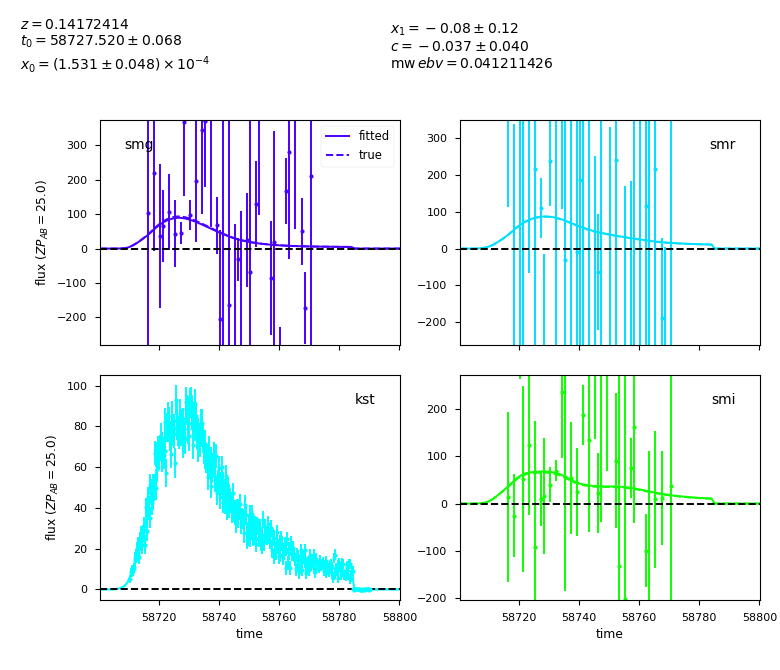 z = 0.14172414
t₀ = 58727.520 ± 0.068
x₀ = (1.531 ± 0.048) × 10⁻⁴
x₁ = −0.08 ± 0.12
c = −0.037 ± 0.040
mw ebv = 0.041211426
smg
fitted
true
300
200
100
0
−100
−200
flux (ZP_AB = 25.0)
smr
300
200
100
0
−100
−200
kst
100
80
60
40
20
0
flux (ZP_AB = 25.0)
58720 58740 58760 58780 58800
time
smi
200
100
0
−100
−200
58720 58740 58760 58780 58800
time